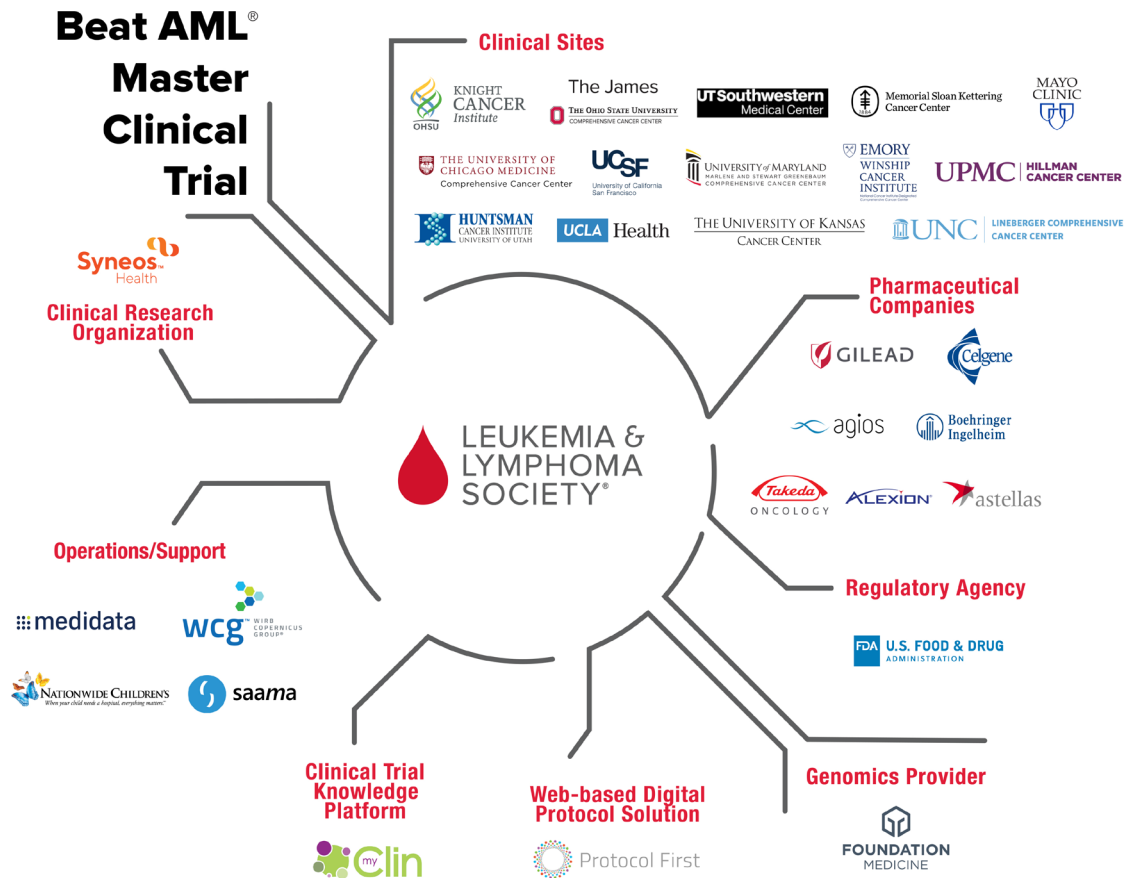 Beat AML®
Master
Clinical
Trial
Clinical Sites
KNIGHT
CANCER
Institute
OHSU
The James
THE OHIO STATE UNIVERSITY
COMPREHENSIVE CANCER CENTER
UT Southwestern
Medical Center
Memorial Sloan Kettering
Cancer Center
MAYO
CLINIC
THE UNIVERSITY OF
CHICAGO MEDICINE
Comprehensive Cancer Center
UCSF
University of California
San Francisco
UNIVERSITY of MARYLAND
MARLENE AND STEWART GREENEBAUM
COMPREHENSIVE CANCER CENTER
EMORY
WINSHIP
CANCER
INSTITUTE
UPMC
HILLMAN
CANCER CENTER
HUNTSMAN
CANCER INSTITUTE
UNIVERSITY OF UTAH
UCLA Health
THE UNIVERSITY OF KANSAS
CANCER CENTER
UNC
LINEBERGER COMPREHENSIVE
CANCER CENTER
Syneos™
Health
Clinical Research
Organization
Pharmaceutical
Companies
GILEAD
Celgene
agios
Boehringer
Ingelheim
Takeda
ONCOLOGY
ALEXION®
astellas
LEUKEMIA &
LYMPHOMA
SOCIETY®
Operations/Support
medidata
wcg™
WIRB
COPERNICUS
GROUP®
NATIONWIDE CHILDREN'S
When your child needs a hospital, everything matters.™
saama
Regulatory Agency
FDA
U.S. FOOD & DRUG
ADMINISTRATION
Clinical Trial
Knowledge
Platform
my
Clin
Web-based Digital
Protocol Solution
Protocol First
Genomics Provider
FOUNDATION
MEDICINE